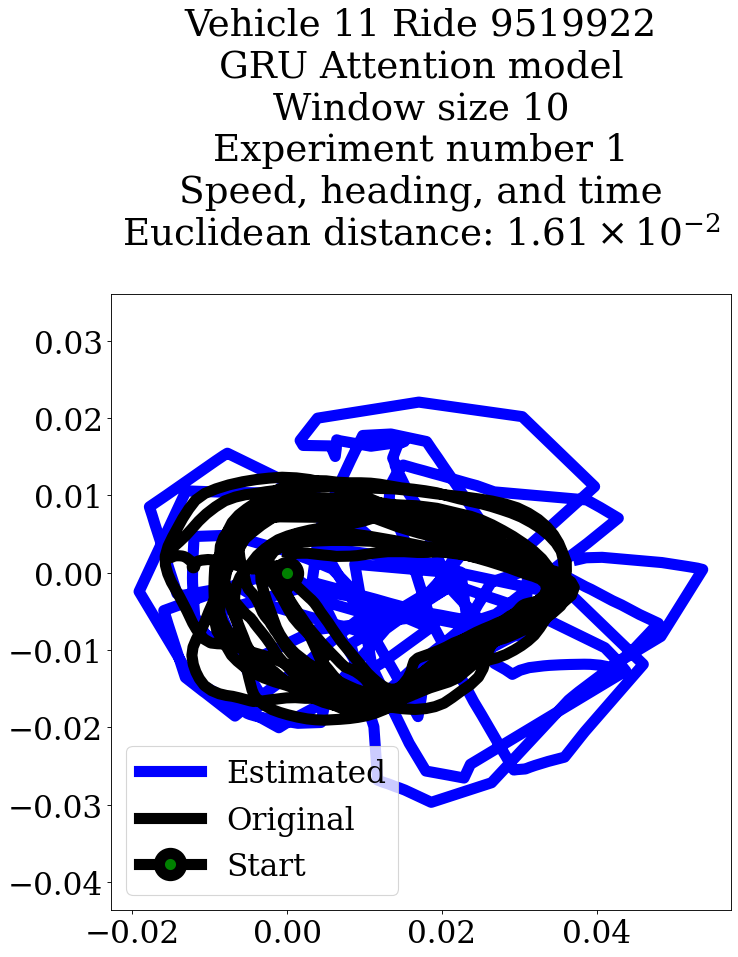 Vehicle 11 Ride 9519922
GRU Attention model
Window size 10
Experiment number 1
Speed, heading, and time
Euclidean distance: 1.61 × 10⁻²
0.03
0.02
0.01
0.00
−0.01
−0.02
−0.03
−0.04
Estimated
Original
Start
−0.02 0.00 0.02 0.04